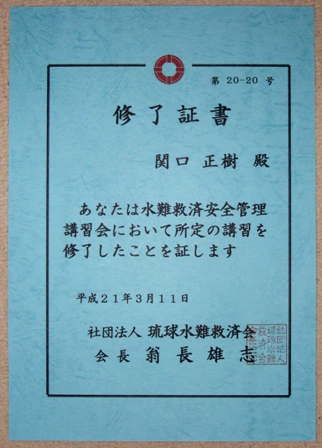 第 20-20 号
修了証書
関口 正樹 殿
あなたは水難救済安全管理
講習会において所定の講習を
修了したことを証します
平成21年3月11日
社団法人 琉球水難救済会
会長 翁長雄志